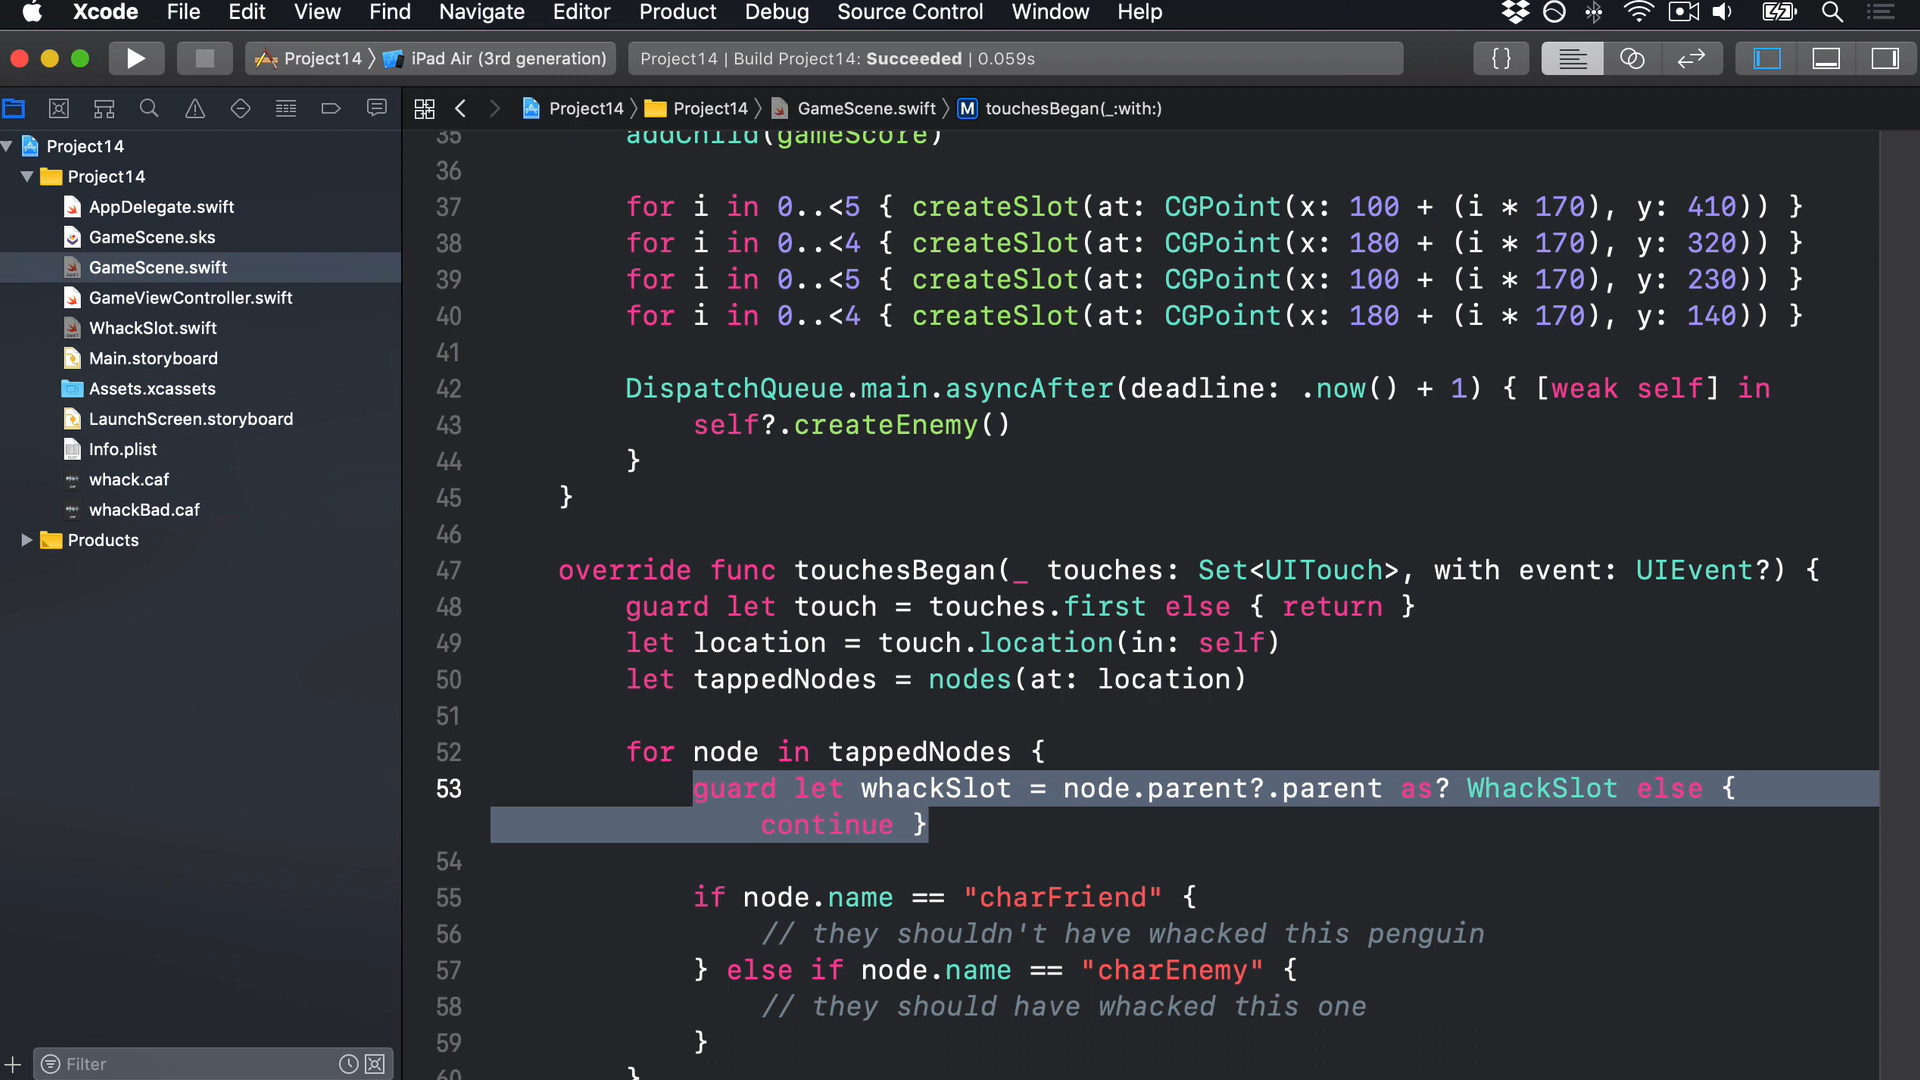 Xcode File Edit View Find Navigate Editor Product Debug Source Control Window Help
Project14 iPad Air (3rd generation) Project14 | Build Project14: Succeeded | 0.059s
Project14 Project14 GameScene.swift M touchesBegan(_:with:)
Project14
Project14
AppDelegate.swift
GameScene.sks
GameScene.swift
GameViewController.swift
WhackSlot.swift
Main.storyboard
Assets.xcassets
LaunchScreen.storyboard
Info.plist
whack.caf
whackBad.caf
Products
Filter
35 addChild(gameScore)
36
37 for i in 0..<5 { createSlot(at: CGPoint(x: 100 + (i * 170), y: 410)) }
38 for i in 0..<4 { createSlot(at: CGPoint(x: 180 + (i * 170), y: 320)) }
39 for i in 0..<5 { createSlot(at: CGPoint(x: 100 + (i * 170), y: 230)) }
40 for i in 0..<4 { createSlot(at: CGPoint(x: 180 + (i * 170), y: 140)) }
41
42 DispatchQueue.main.asyncAfter(deadline: .now() + 1) { [weak self] in
43 self?.createEnemy()
44 }
45 }
46
47 override func touchesBegan(_ touches: Set<UITouch>, with event: UIEvent?) {
48 guard let touch = touches.first else { return }
49 let location = touch.location(in: self)
50 let tappedNodes = nodes(at: location)
51
52 for node in tappedNodes {
53 guard let whackSlot = node.parent?.parent as? WhackSlot else {
continue }
54
55 if node.name == "charFriend" {
56 // they shouldn't have whacked this penguin
57 } else if node.name == "charEnemy" {
58 // they should have whacked this one
59 }
60 }